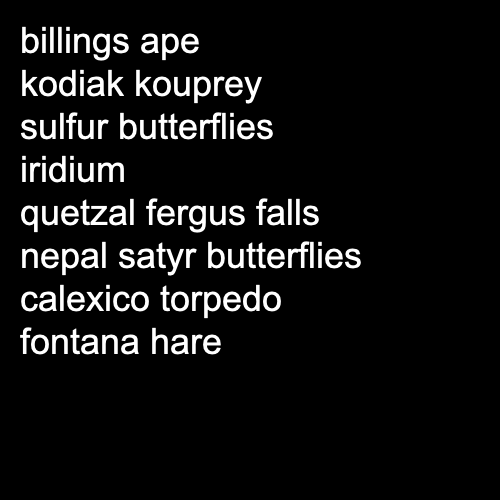 billings ape
kodiak kouprey
sulfur butterflies
iridium
quetzal fergus falls
nepal satyr butterflies
calexico torpedo
fontana hare